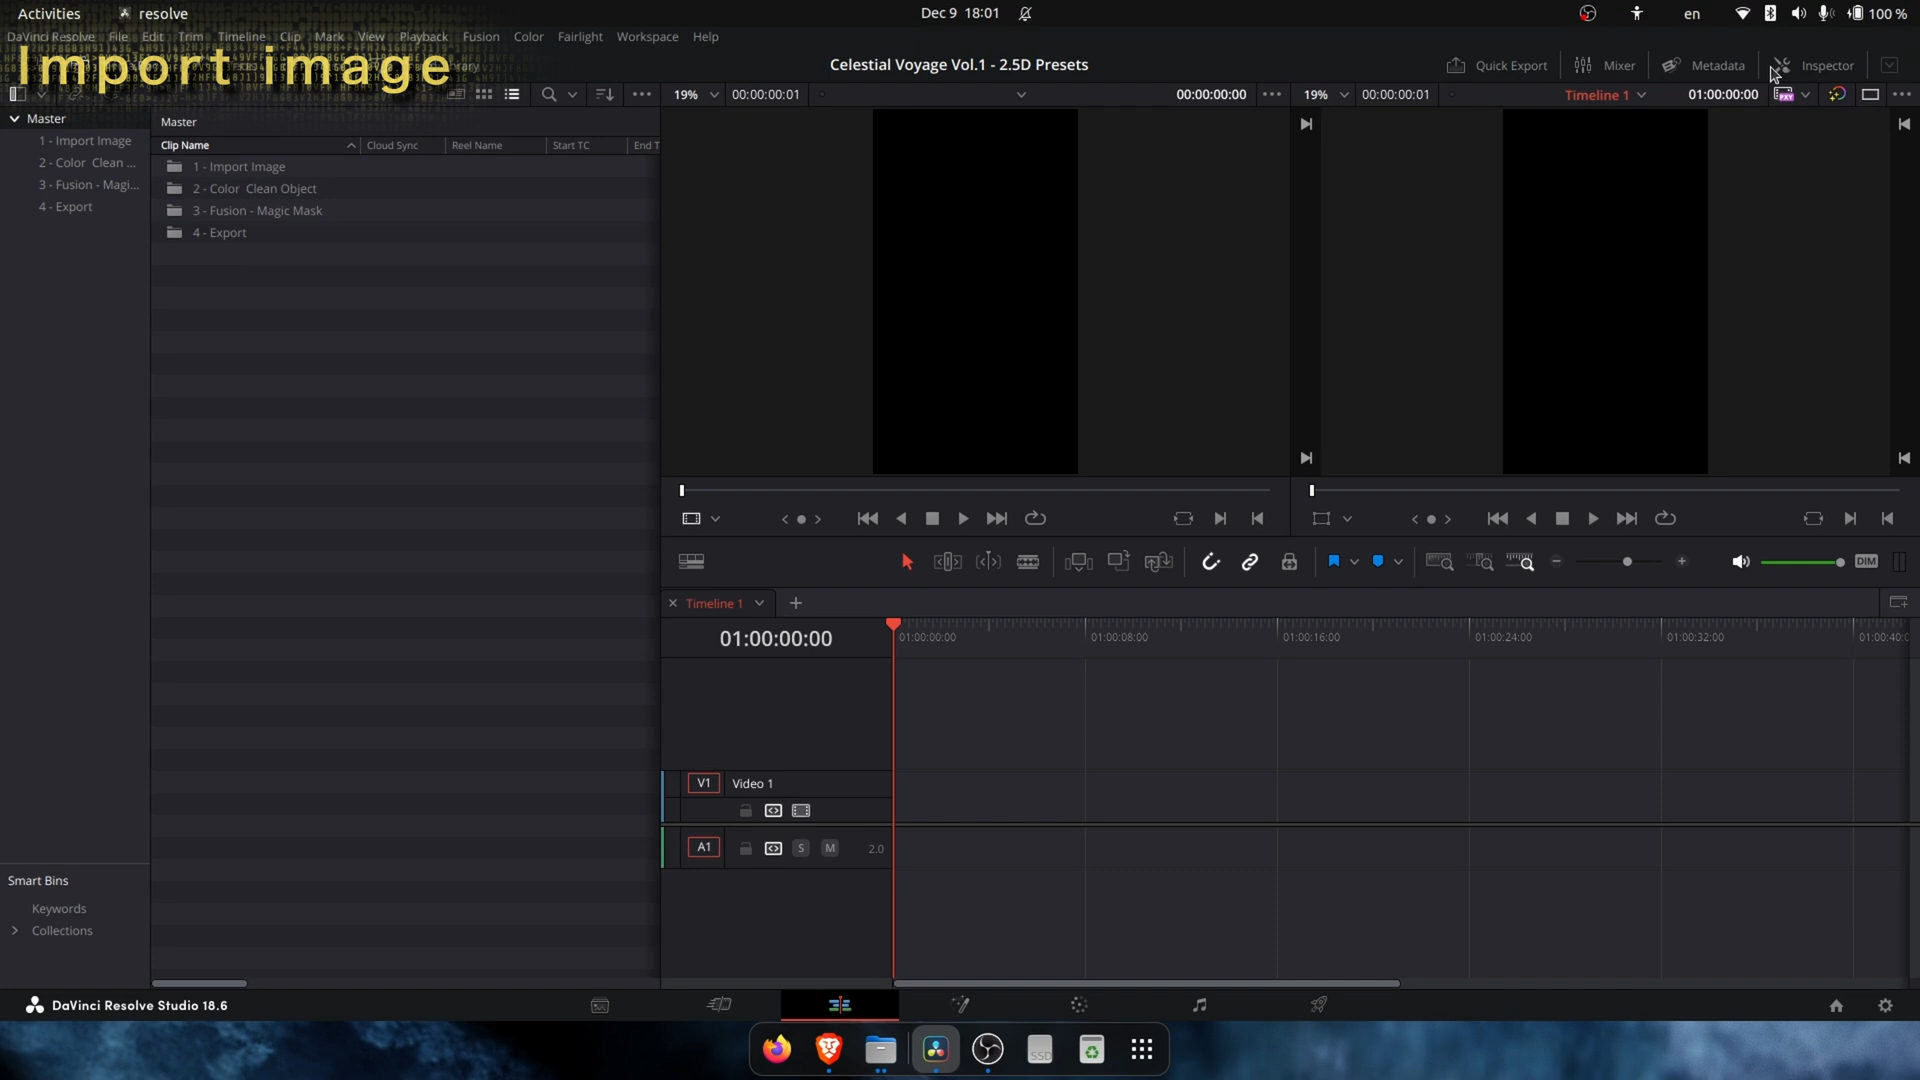 Activities
resolve
Dec 9 18:01
en
100 %
DaVinci Resolve File Edit Trim Timeline Clip Mark View Playback Fusion Color Fairlight Workspace Help
Import image
Celestial Voyage Vol.1 - 2.5D Presets
Quick Export
Mixer
Metadata
Inspector
19%
00:00:00:01
00:00:00:00
19%
00:00:00:01
Timeline 1
01:00:00:00
PXY
Master
1 - Import Image
2 - Color Clean ...
3 - Fusion - Magi...
4 - Export
Master
Clip Name
Cloud Sync
Reel Name
Start TC
End T
1 - Import Image
2 - Color Clean Object
3 - Fusion - Magic Mask
4 - Export
DIM
Timeline 1
01:00:00:00
01:00:00:00
01:00:08:00
01:00:16:00
01:00:24:00
01:00:32:00
01:00:40:0
V1
Video 1
A1
S
M
2.0
Smart Bins
Keywords
Collections
DaVinci Resolve Studio 18.6
SSD